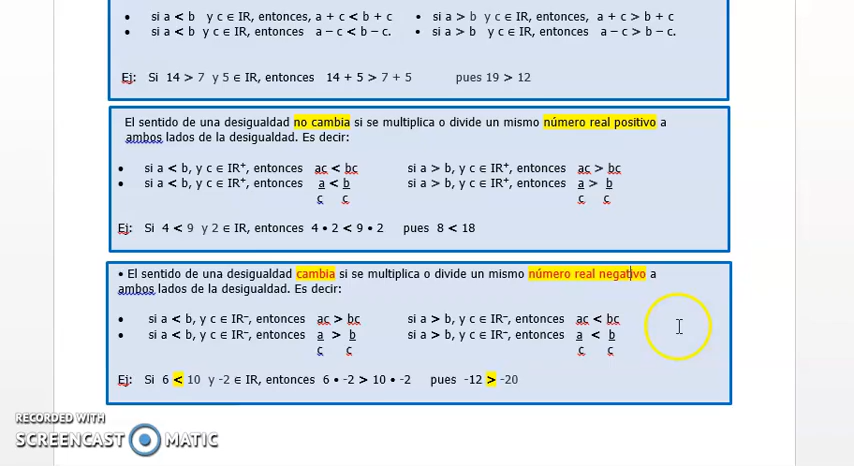 • si a < b y c ∈ IR, entonces, a + c < b + c • si a > b y c ∈ IR, entonces, a + c > b + c
• si a < b y c ∈ IR, entonces a – c < b – c. • si a > b y c ∈ IR, entonces a – c > b – c.
Ej: Si 14 > 7 y 5 ∈ IR, entonces 14 + 5 > 7 + 5 pues 19 > 12
El sentido de una desigualdad no cambia si se multiplica o divide un mismo número real positivo a
ambos lados de la desigualdad. Es decir:
• si a < b, y c ∈ IR⁺, entonces ac < bc si a > b, y c ∈ IR⁺, entonces ac > bc
• si a < b, y c ∈ IR⁺, entonces a < b si a > b, y c ∈ IR⁺, entonces a > b
c c c c
Ej: Si 4 < 9 y 2 ∈ IR, entonces 4 • 2 < 9 • 2 pues 8 < 18
• El sentido de una desigualdad cambia si se multiplica o divide un mismo número real negativo a
ambos lados de la desigualdad. Es decir:
• si a < b, y c ∈ IR⁻, entonces ac > bc si a > b, y c ∈ IR⁻, entonces ac < bc
• si a < b, y c ∈ IR⁻, entonces a > b si a > b, y c ∈ IR⁻, entonces a < b
c c c c
Ej: Si 6 < 10 y -2 ∈ IR, entonces 6 • -2 > 10 • -2 pues -12 > -20
RECORDED WITH
SCREENCAST MATIC